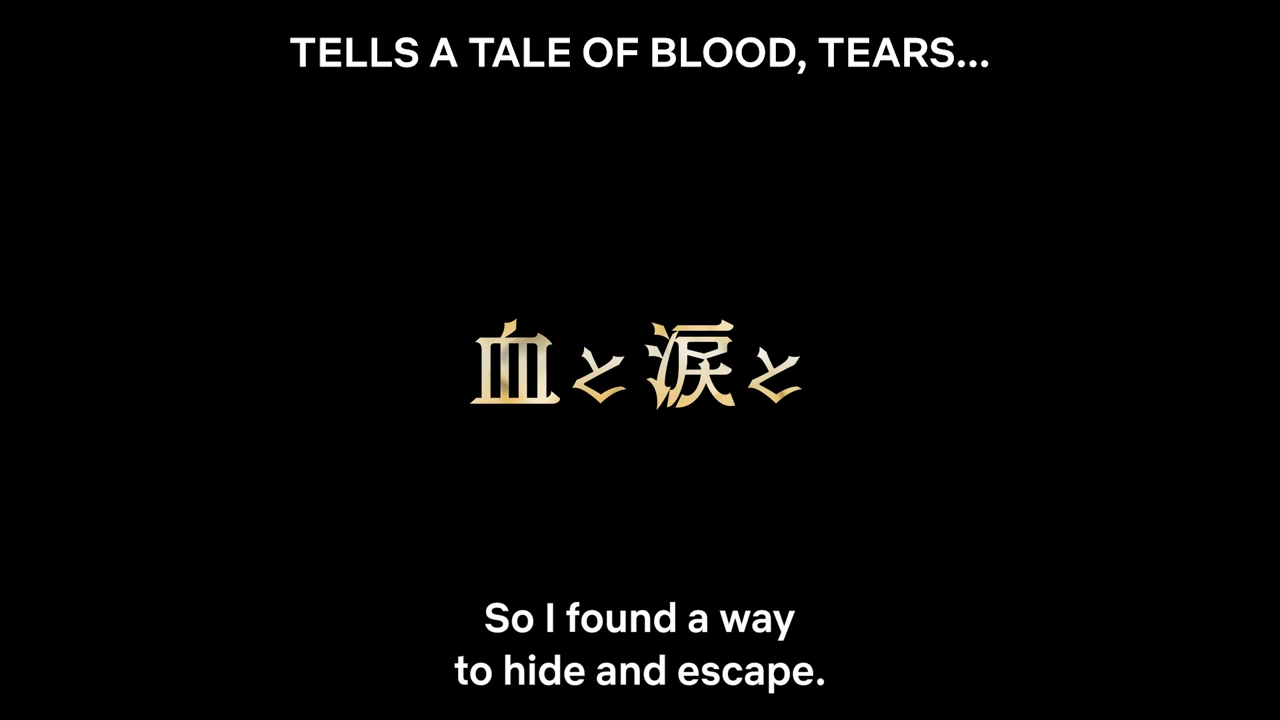 TELLS A TALE OF BLOOD, TEARS...
血と涙と
So I found a way
to hide and escape.